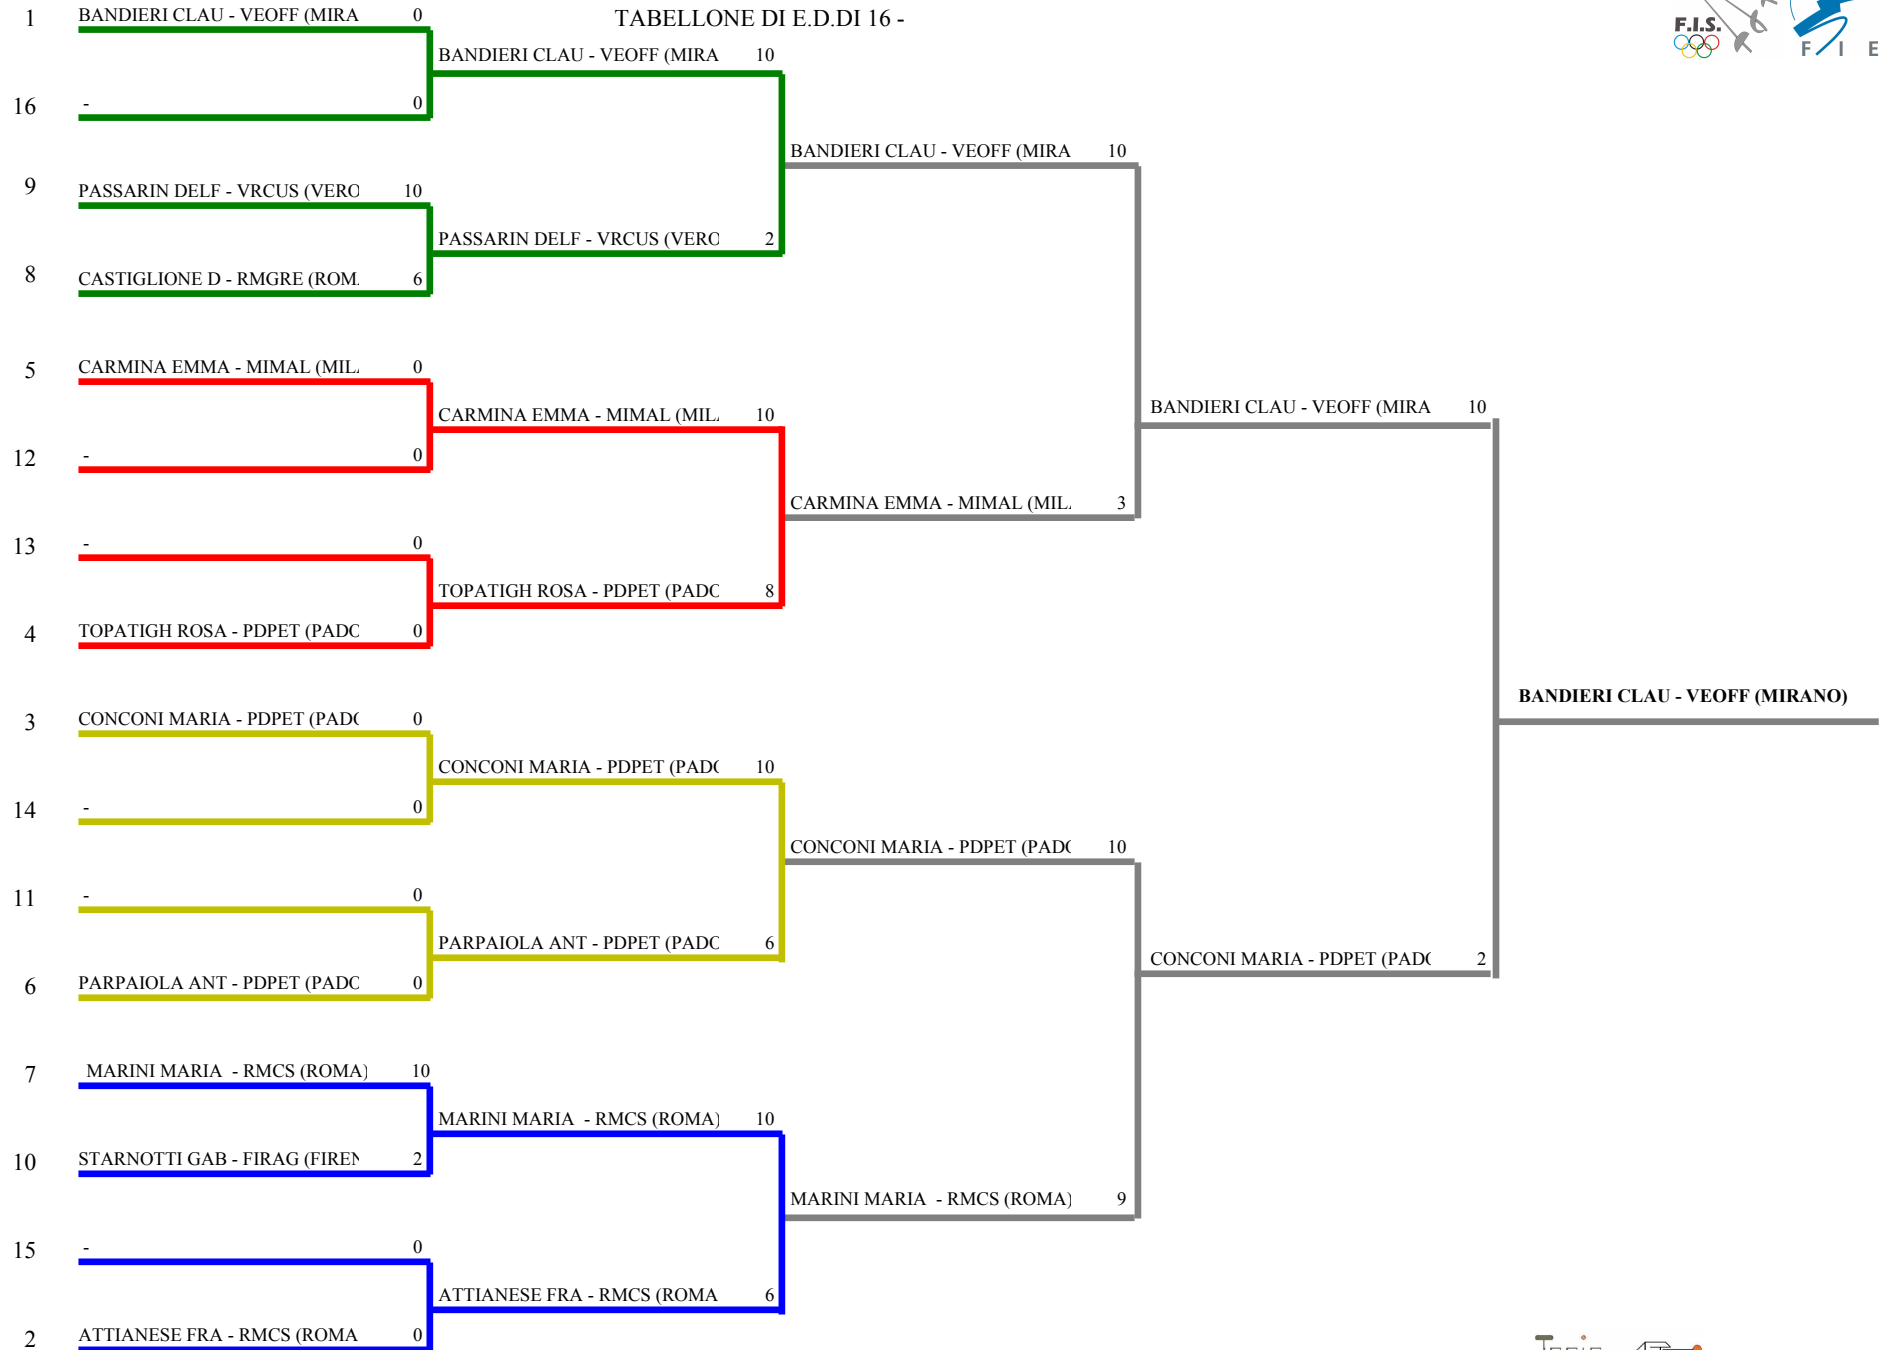 TABELLONE DI E.D.DI 16 -
F.I.S.
F I E
1 BANDIERI CLAU - VEOFF (MIRA 0
BANDIERI CLAU - VEOFF (MIRA 10
16 - 0
BANDIERI CLAU - VEOFF (MIRA 10
9 PASSARIN DELF - VRCUS (VERO 10
PASSARIN DELF - VRCUS (VERO 2
8 CASTIGLIONE D - RMGRE (ROM. 6
5 CARMINA EMMA - MIMAL (MIL. 0
BANDIERI CLAU - VEOFF (MIRA 10
CARMINA EMMA - MIMAL (MIL. 10
12 - 0
CARMINA EMMA - MIMAL (MIL. 3
13 - 0
TOPATIGH ROSA - PDPET (PADO 8
4 TOPATIGH ROSA - PDPET (PADO 0
BANDIERI CLAU - VEOFF (MIRANO)
3 CONCONI MARIA - PDPET (PADO 0
CONCONI MARIA - PDPET (PADO 10
14 - 0
CONCONI MARIA - PDPET (PADO 10
11 - 0
PARPAIOLA ANT - PDPET (PADO 6
CONCONI MARIA - PDPET (PADO 2
6 PARPAIOLA ANT - PDPET (PADO 0
7 MARINI MARIA - RMCS (ROMA) 10
MARINI MARIA - RMCS (ROMA) 10
10 STARNOTTI GAB - FIRAG (FIREN 2
MARINI MARIA - RMCS (ROMA) 9
15 - 0
ATTIANESE FRA - RMCS (ROMA 6
2 ATTIANESE FRA - RMCS (ROMA 0